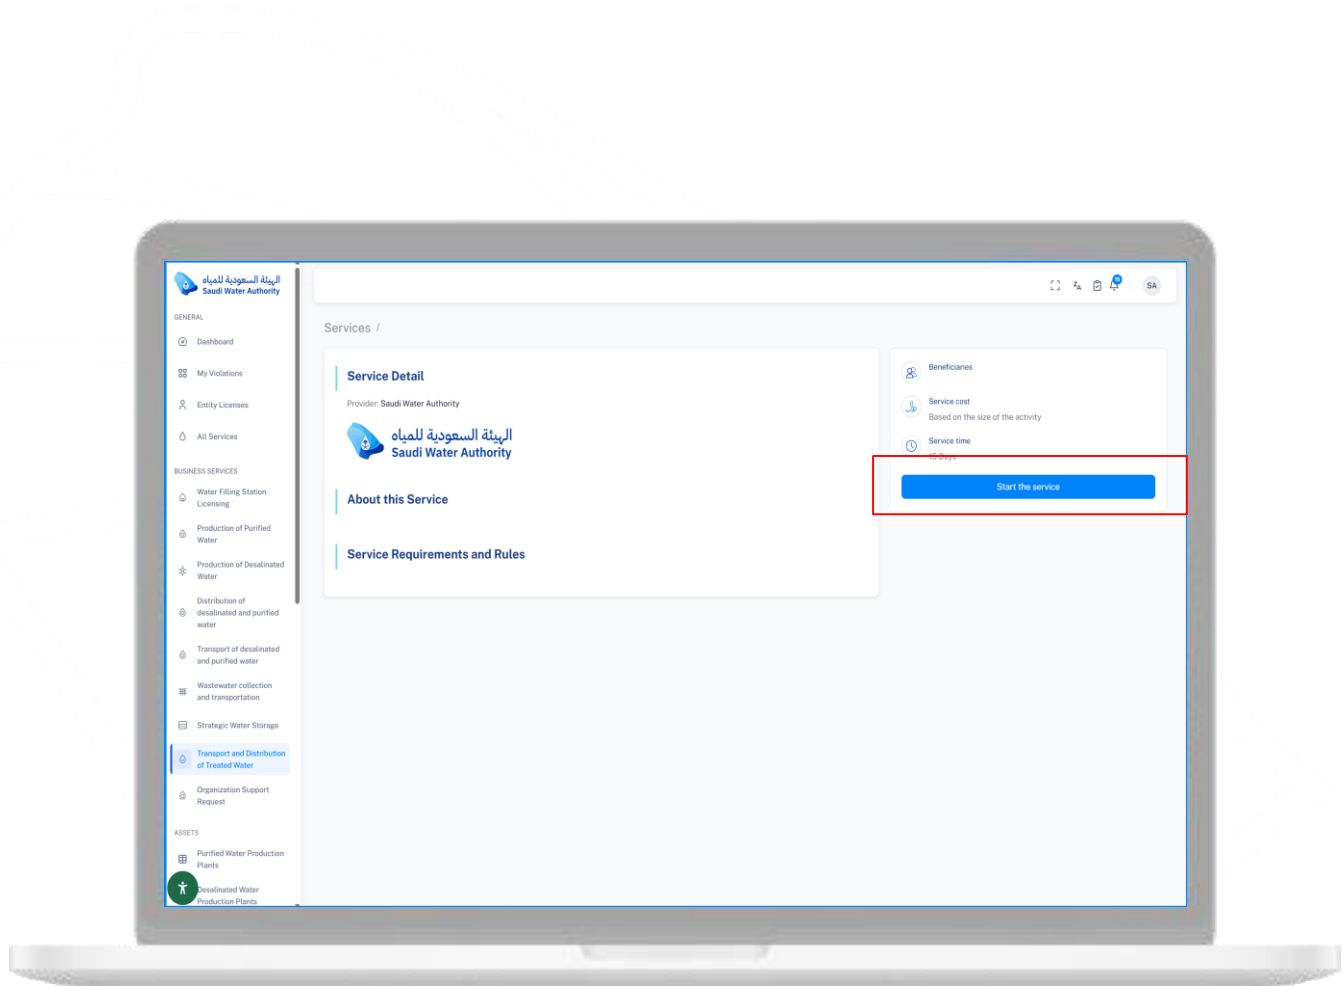 الهيئة السعودية للمياه
Saudi Water Authority
GENERAL
Dashboard
My Violations
Entity Licenses
All Services
BUSINESS SERVICES
Water Filling Station
Licensing
Production of Purified
Water
Production of Desalinated
Water
Distribution of
desalinated and purified
water
Transport of desalinated
and purified water
Wastewater collection
and transportation
Strategic Water Storage
Transport and Distribution
of Treated Water
Organization Support
Request
ASSETS
Purified Water Production
Plants
Desalinated Water
Production Plants
SA
Services /
Service Detail
Provider: Saudi Water Authority
الهيئة السعودية للمياه
Saudi Water Authority
About this Service
Service Requirements and Rules
Beneficiaries
Service cost
Based on the size of the activity
Service time
15 Days
Start the service